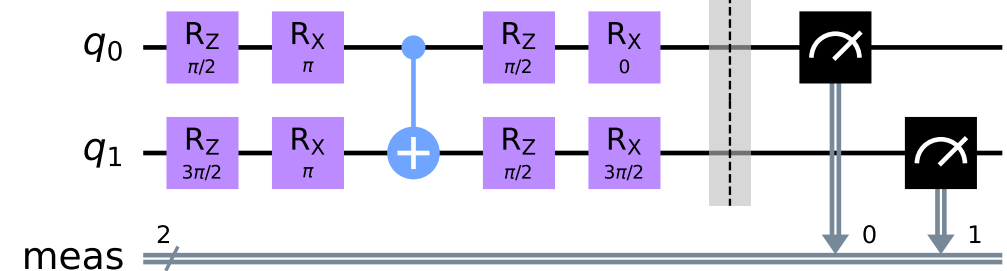 q0 RZ π/2 RX π RZ π/2 RX 0
q1 RZ 3π/2 RX π RZ π/2 RX 3π/2
meas 2 0 1